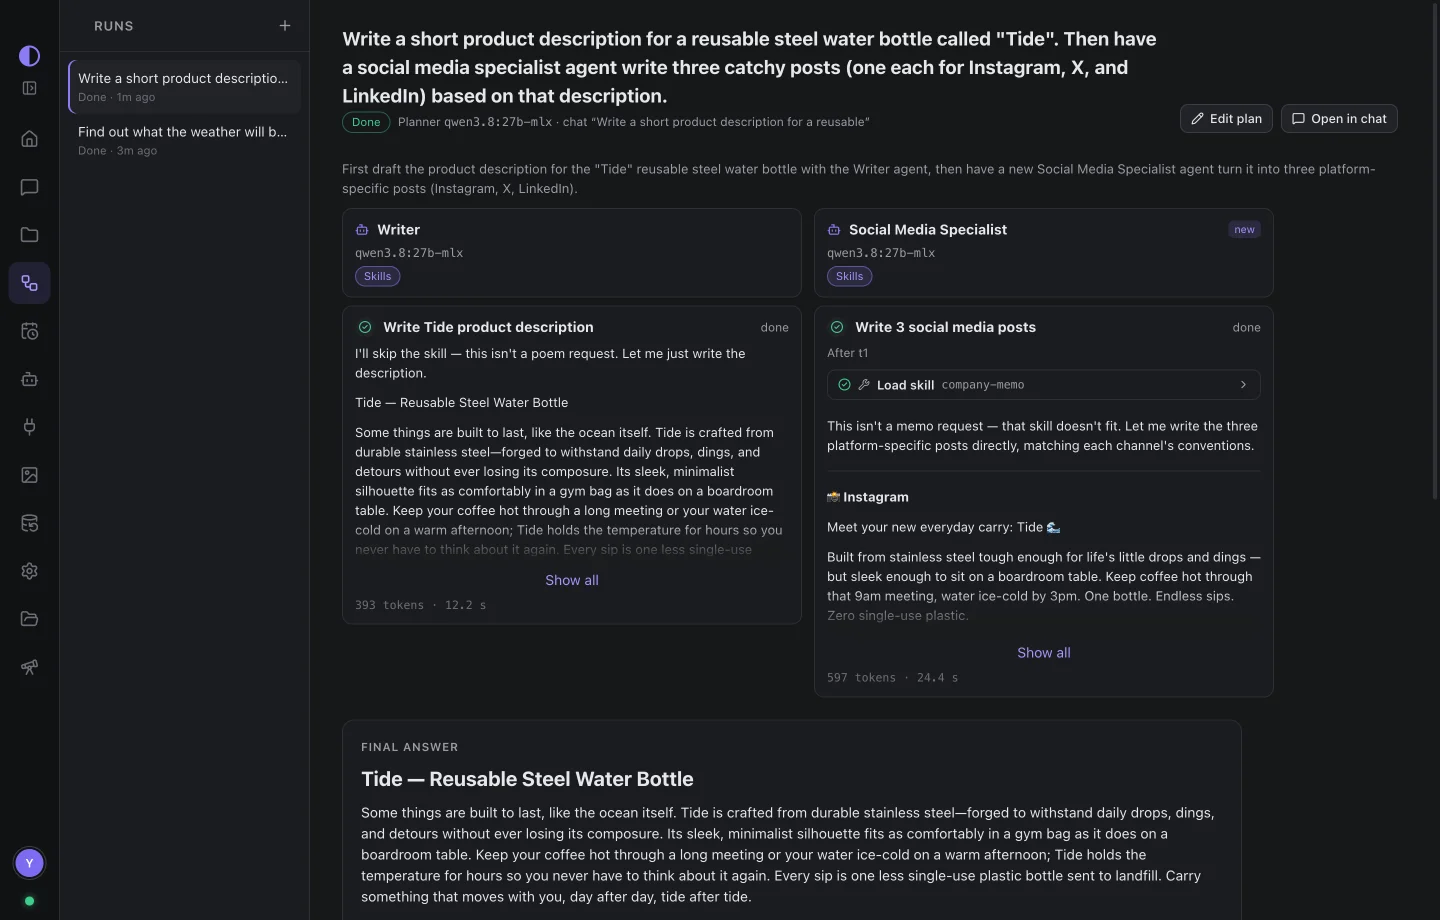 RUNS
Write a short product descriptio...
Done · 1m ago
Find out what the weather will b...
Done · 3m ago
Y
Write a short product description for a reusable steel water bottle called "Tide". Then have
a social media specialist agent write three catchy posts (one each for Instagram, X, and
LinkedIn) based on that description.
Done
Planner qwen3.8:27b-mlx · chat “Write a short product description for a reusable”
Edit plan
Open in chat
First draft the product description for the "Tide" reusable steel water bottle with the Writer agent, then have a new Social Media Specialist agent turn it into three platform-
specific posts (Instagram, X, LinkedIn).
Writer
qwen3.8:27b-mlx
Skills
Social Media Specialist
new
qwen3.8:27b-mlx
Skills
Write Tide product description
done
I'll skip the skill — this isn't a poem request. Let me just write the
description.
Tide — Reusable Steel Water Bottle
Some things are built to last, like the ocean itself. Tide is crafted from
durable stainless steel—forged to withstand daily drops, dings, and
detours without ever losing its composure. Its sleek, minimalist
silhouette fits as comfortably in a gym bag as it does on a boardroom
table. Keep your coffee hot through a long meeting or your water ice-
cold on a warm afternoon; Tide holds the temperature for hours so you
never have to think about it again. Every sip is one less single-use
Show all
393 tokens · 12.2 s
Write 3 social media posts
done
After t1
Load skill company-memo
This isn't a memo request — that skill doesn't fit. Let me write the three
platform-specific posts directly, matching each channel's conventions.
📸 Instagram
Meet your new everyday carry: Tide 🌊
Built from stainless steel tough enough for life's little drops and dings —
but sleek enough to sit on a boardroom table. Keep coffee hot through
that 9am meeting, water ice-cold by 3pm. One bottle. Endless sips.
Zero single-use plastic.
Show all
597 tokens · 24.4 s
FINAL ANSWER
Tide — Reusable Steel Water Bottle
Some things are built to last, like the ocean itself. Tide is crafted from durable stainless steel—forged to withstand daily drops, dings,
and detours without ever losing its composure. Its sleek, minimalist silhouette fits as comfortably in a gym bag as it does on a
boardroom table. Keep your coffee hot through a long meeting or your water ice-cold on a warm afternoon; Tide holds the
temperature for hours so you never have to think about it again. Every sip is one less single-use plastic bottle sent to landfill. Carry
something that moves with you, day after day, tide after tide.